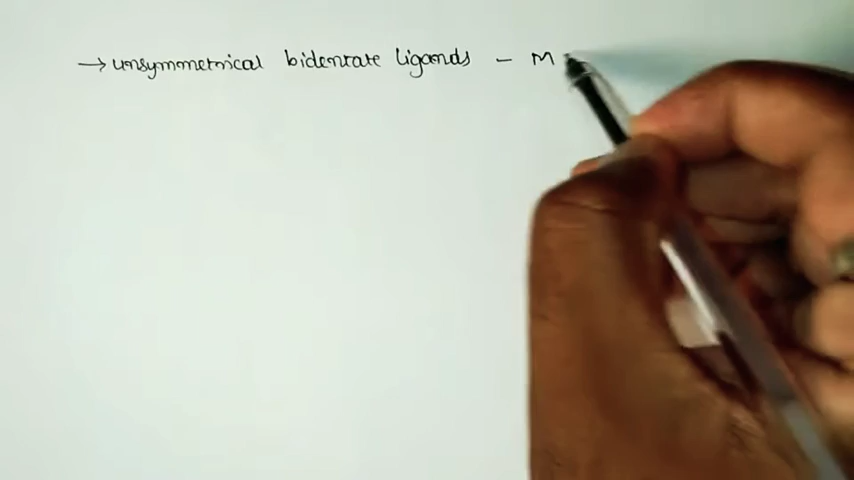 → unsymmetrical bidentate ligands - M